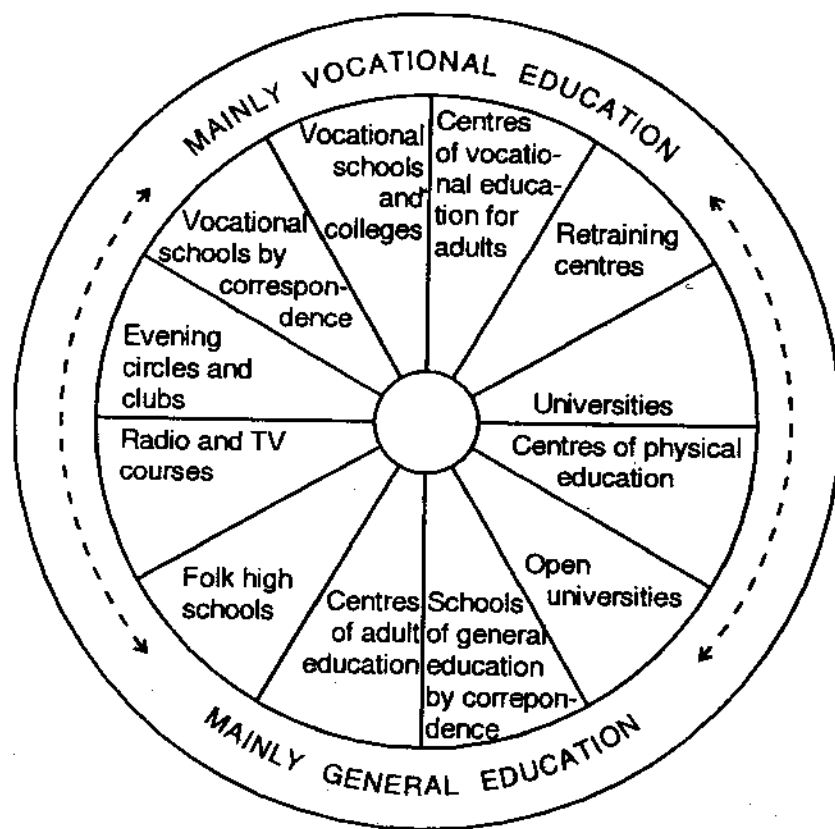 MAINLY VOCATIONAL EDUCATION
Vocational
schools
and
colleges
Centres
of vocatio-
nal educa-
tion for
adults
Retraining
centres
Universities
Centres of physical
education
Open
universities
Schools
of general
education
by correpon-
dence
Centres
of adult
education
Folk high
schools
Radio and TV
courses
Evening
circles and
clubs
Vocational
schools by
correspon-
dence
MAINLY GENERAL EDUCATION